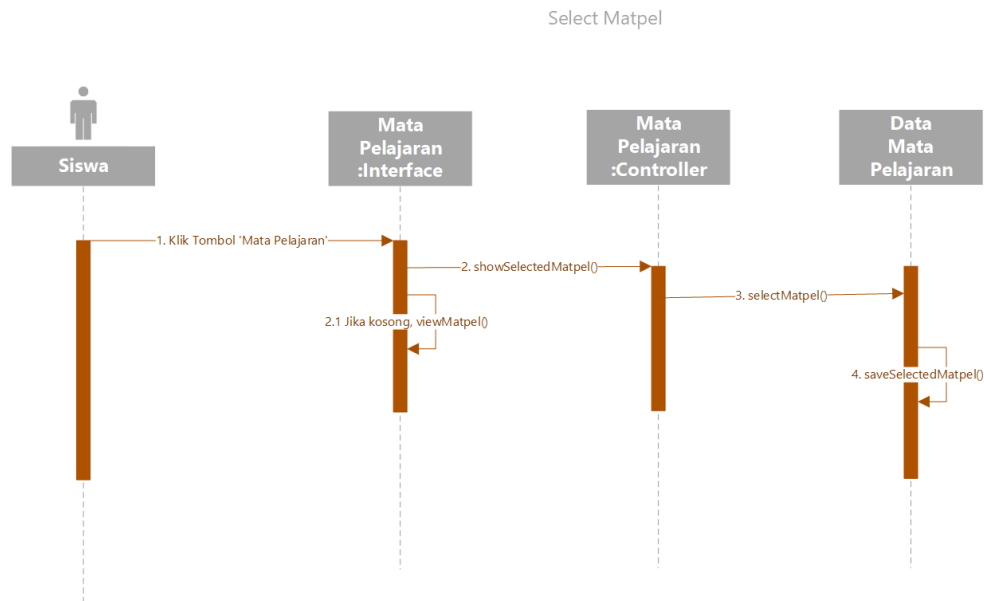 Select Matpel
Siswa
Mata
Pelajaran
:Interface
Mata
Pelajaran
:Controller
Data
Mata
Pelajaran
1. Klik Tombol 'Mata Pelajaran'
2. showSelectedMatpel()
2.1 Jika kosong, viewMatpel()
3. selectMatpel()
4. saveSelectedMatpel()